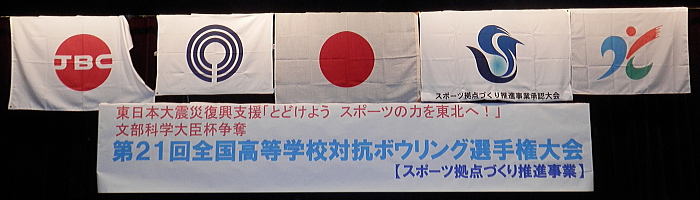 JBC
スポーツ拠点づくり推進事業承認大会
東日本大震災復興支援「とどけよう スポーツの力を東北へ！」
文部科学大臣杯争奪
第21回全国高等学校対抗ボウリング選手権大会
【スポーツ拠点づくり推進事業】